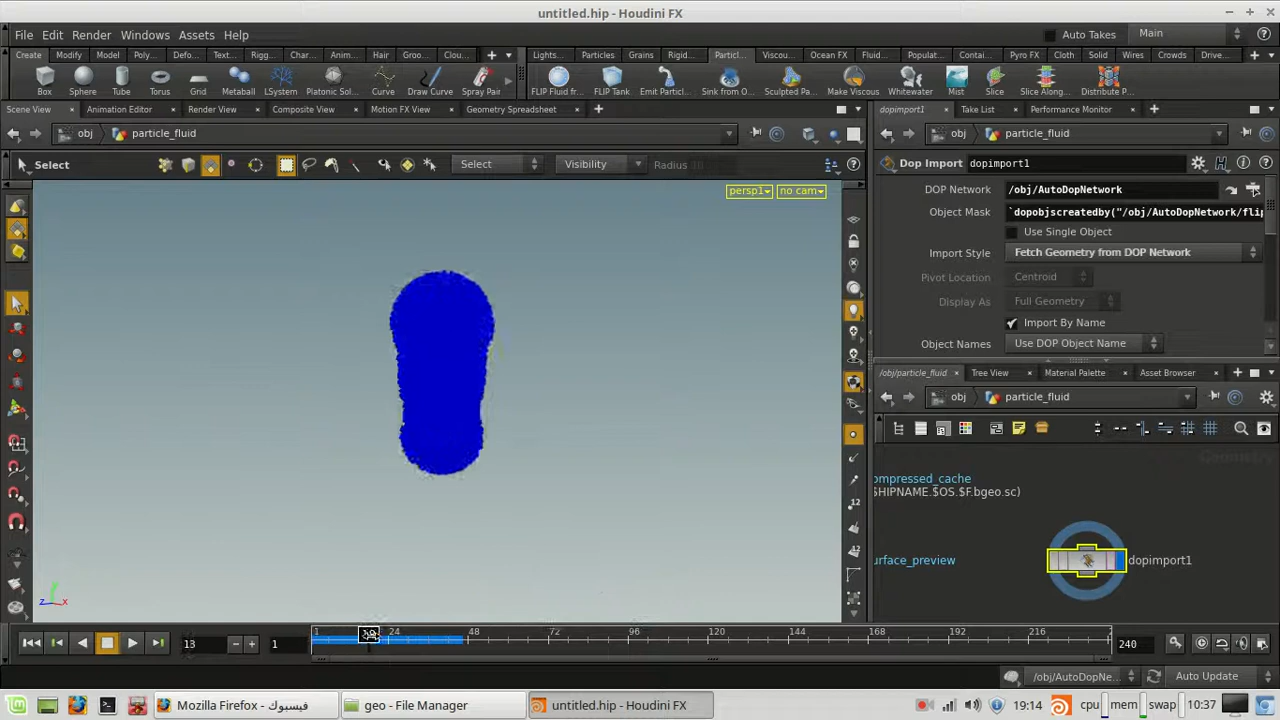 untitled.hip - Houdini FX
File Edit Render Windows Assets Help
Auto Takes Main
Create Modify Model Poly... Defo... Text... Rigg... Char... Anim... Hair Groo... Clou...
Lights... Particles Grains Rigid... Particl... Viscou... Ocean FX Fluid... Populat... Contai... Pyro FX Cloth Solid Wires Crowds Drive...
Box Sphere Tube Torus Grid Metaball LSystem Platonic Sol... Curve Draw Curve Spray Pai...
FLIP Fluid fr... FLIP Tank Emit Particl... Sink from O... Sculpted Pa... Make Viscous Whitewater Mist Slice Slice Along... Distribute P...
Scene View Animation Editor Render View Composite View Motion FX View Geometry Spreadsheet
dopimport1 Take List Performance Monitor
obj particle_fluid
obj particle_fluid
Select
Select Visibility Radius
Dop Import dopimport1
persp1 no cam
DOP Network /obj/AutoDopNetwork
Object Mask `dopobjscreatedby("/obj/AutoDopNetwork/flip
Use Single Object
Import Style Fetch Geometry from DOP Network
Pivot Location Centroid
Display As Full Geometry
Import By Name
Object Names Use DOP Object Name
/obj/particle_fluid Tree View Material Palette Asset Browser
obj particle_fluid
Geometry
ompressed_cache
SHIPNAME.$OS.$F.bgeo.sc)
urface_preview
dopimport1
z x
12
12
1 24 48 72 96 120 144 168 192 216 2
13 1 240
/obj/AutoDopNe... Auto Update
Mozilla Firefox - فيسبوك
geo - File Manager
untitled.hip - Houdini FX
19:14 cpu mem swap 10:37